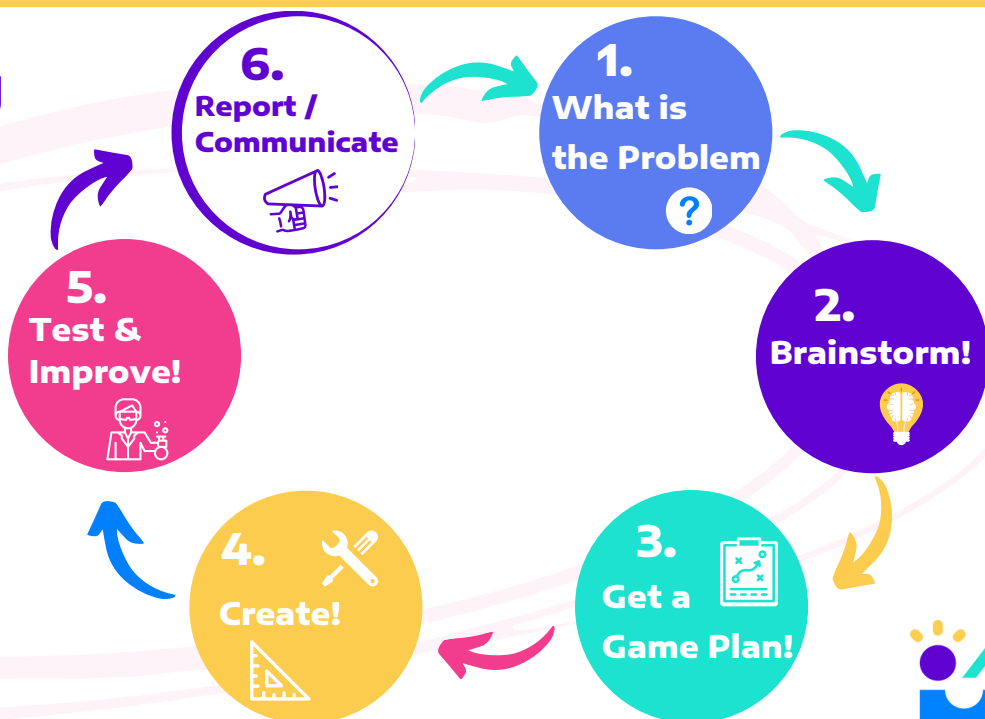 1.
What is
the Problem
?
2.
Brainstorm!
3.
Get a
Game Plan!
4.
Create!
5.
Test &
Improve!
6.
Report /
Communicate